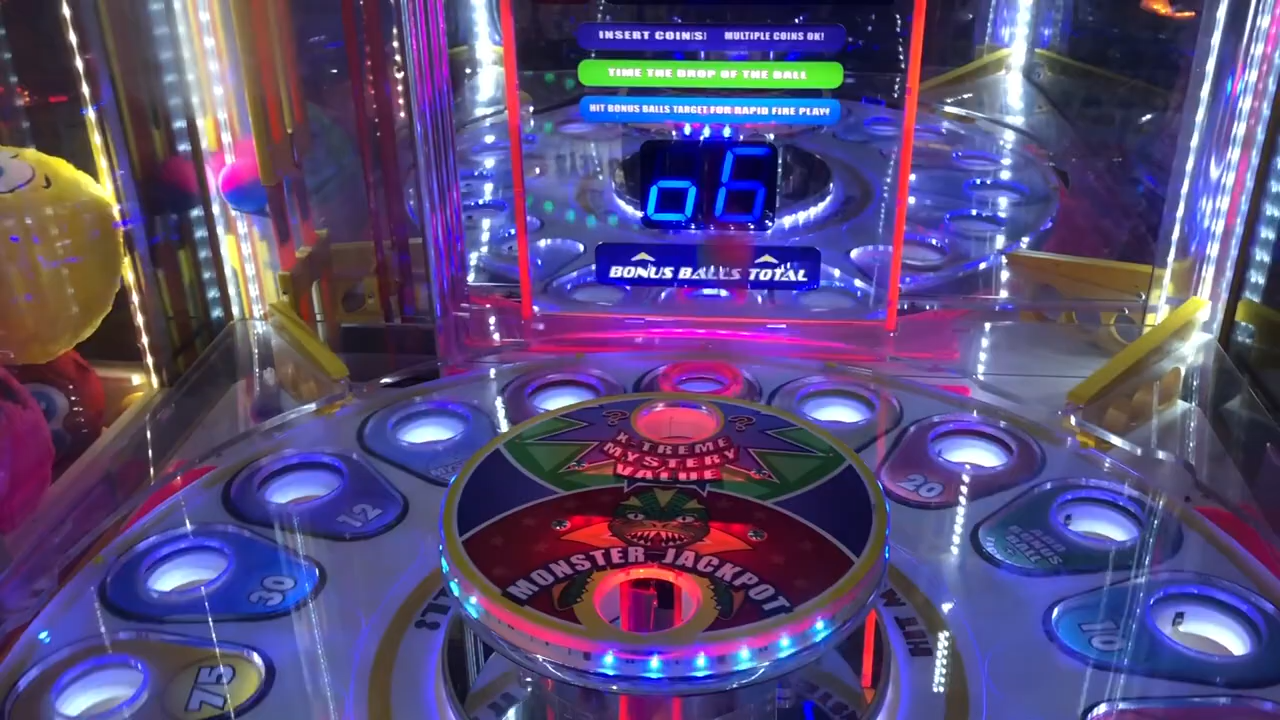 INSERT COIN(S! MULTIPLE COINS OK!
TIME THE DROP OF THE BALL
HIT BONUS BALLS TARGET FOR RAPID FIRE PLAY!
06
BONUS BALLS TOTAL
? ?
X-TREME
MYSTERY
VALUE
MONSTER JACKPOT
12
30
75
20
10
HIT